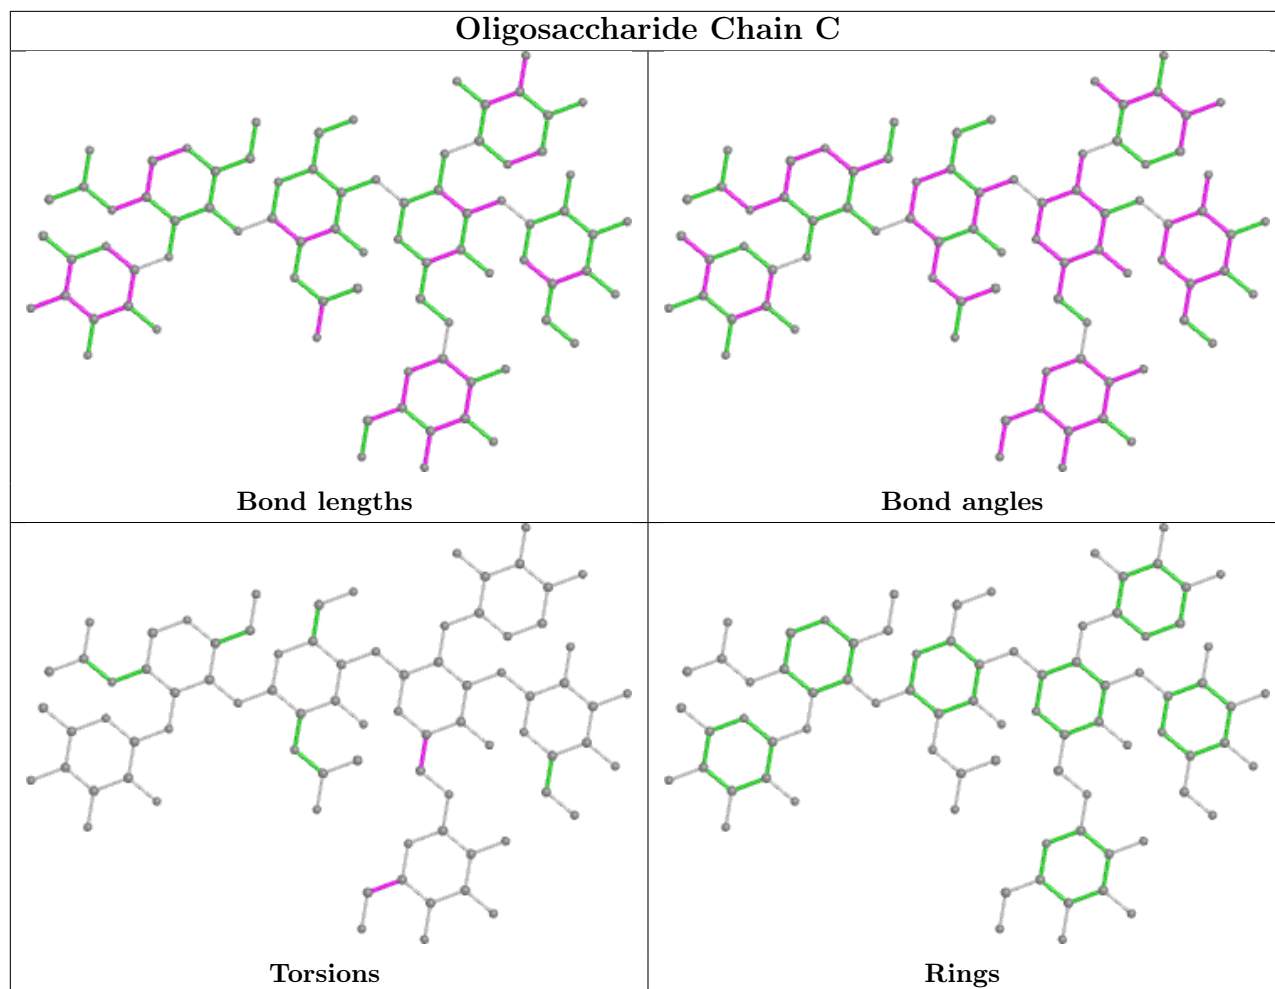 Oligosaccharide Chain C
Bond lengths
Bond angles
Torsions
Rings